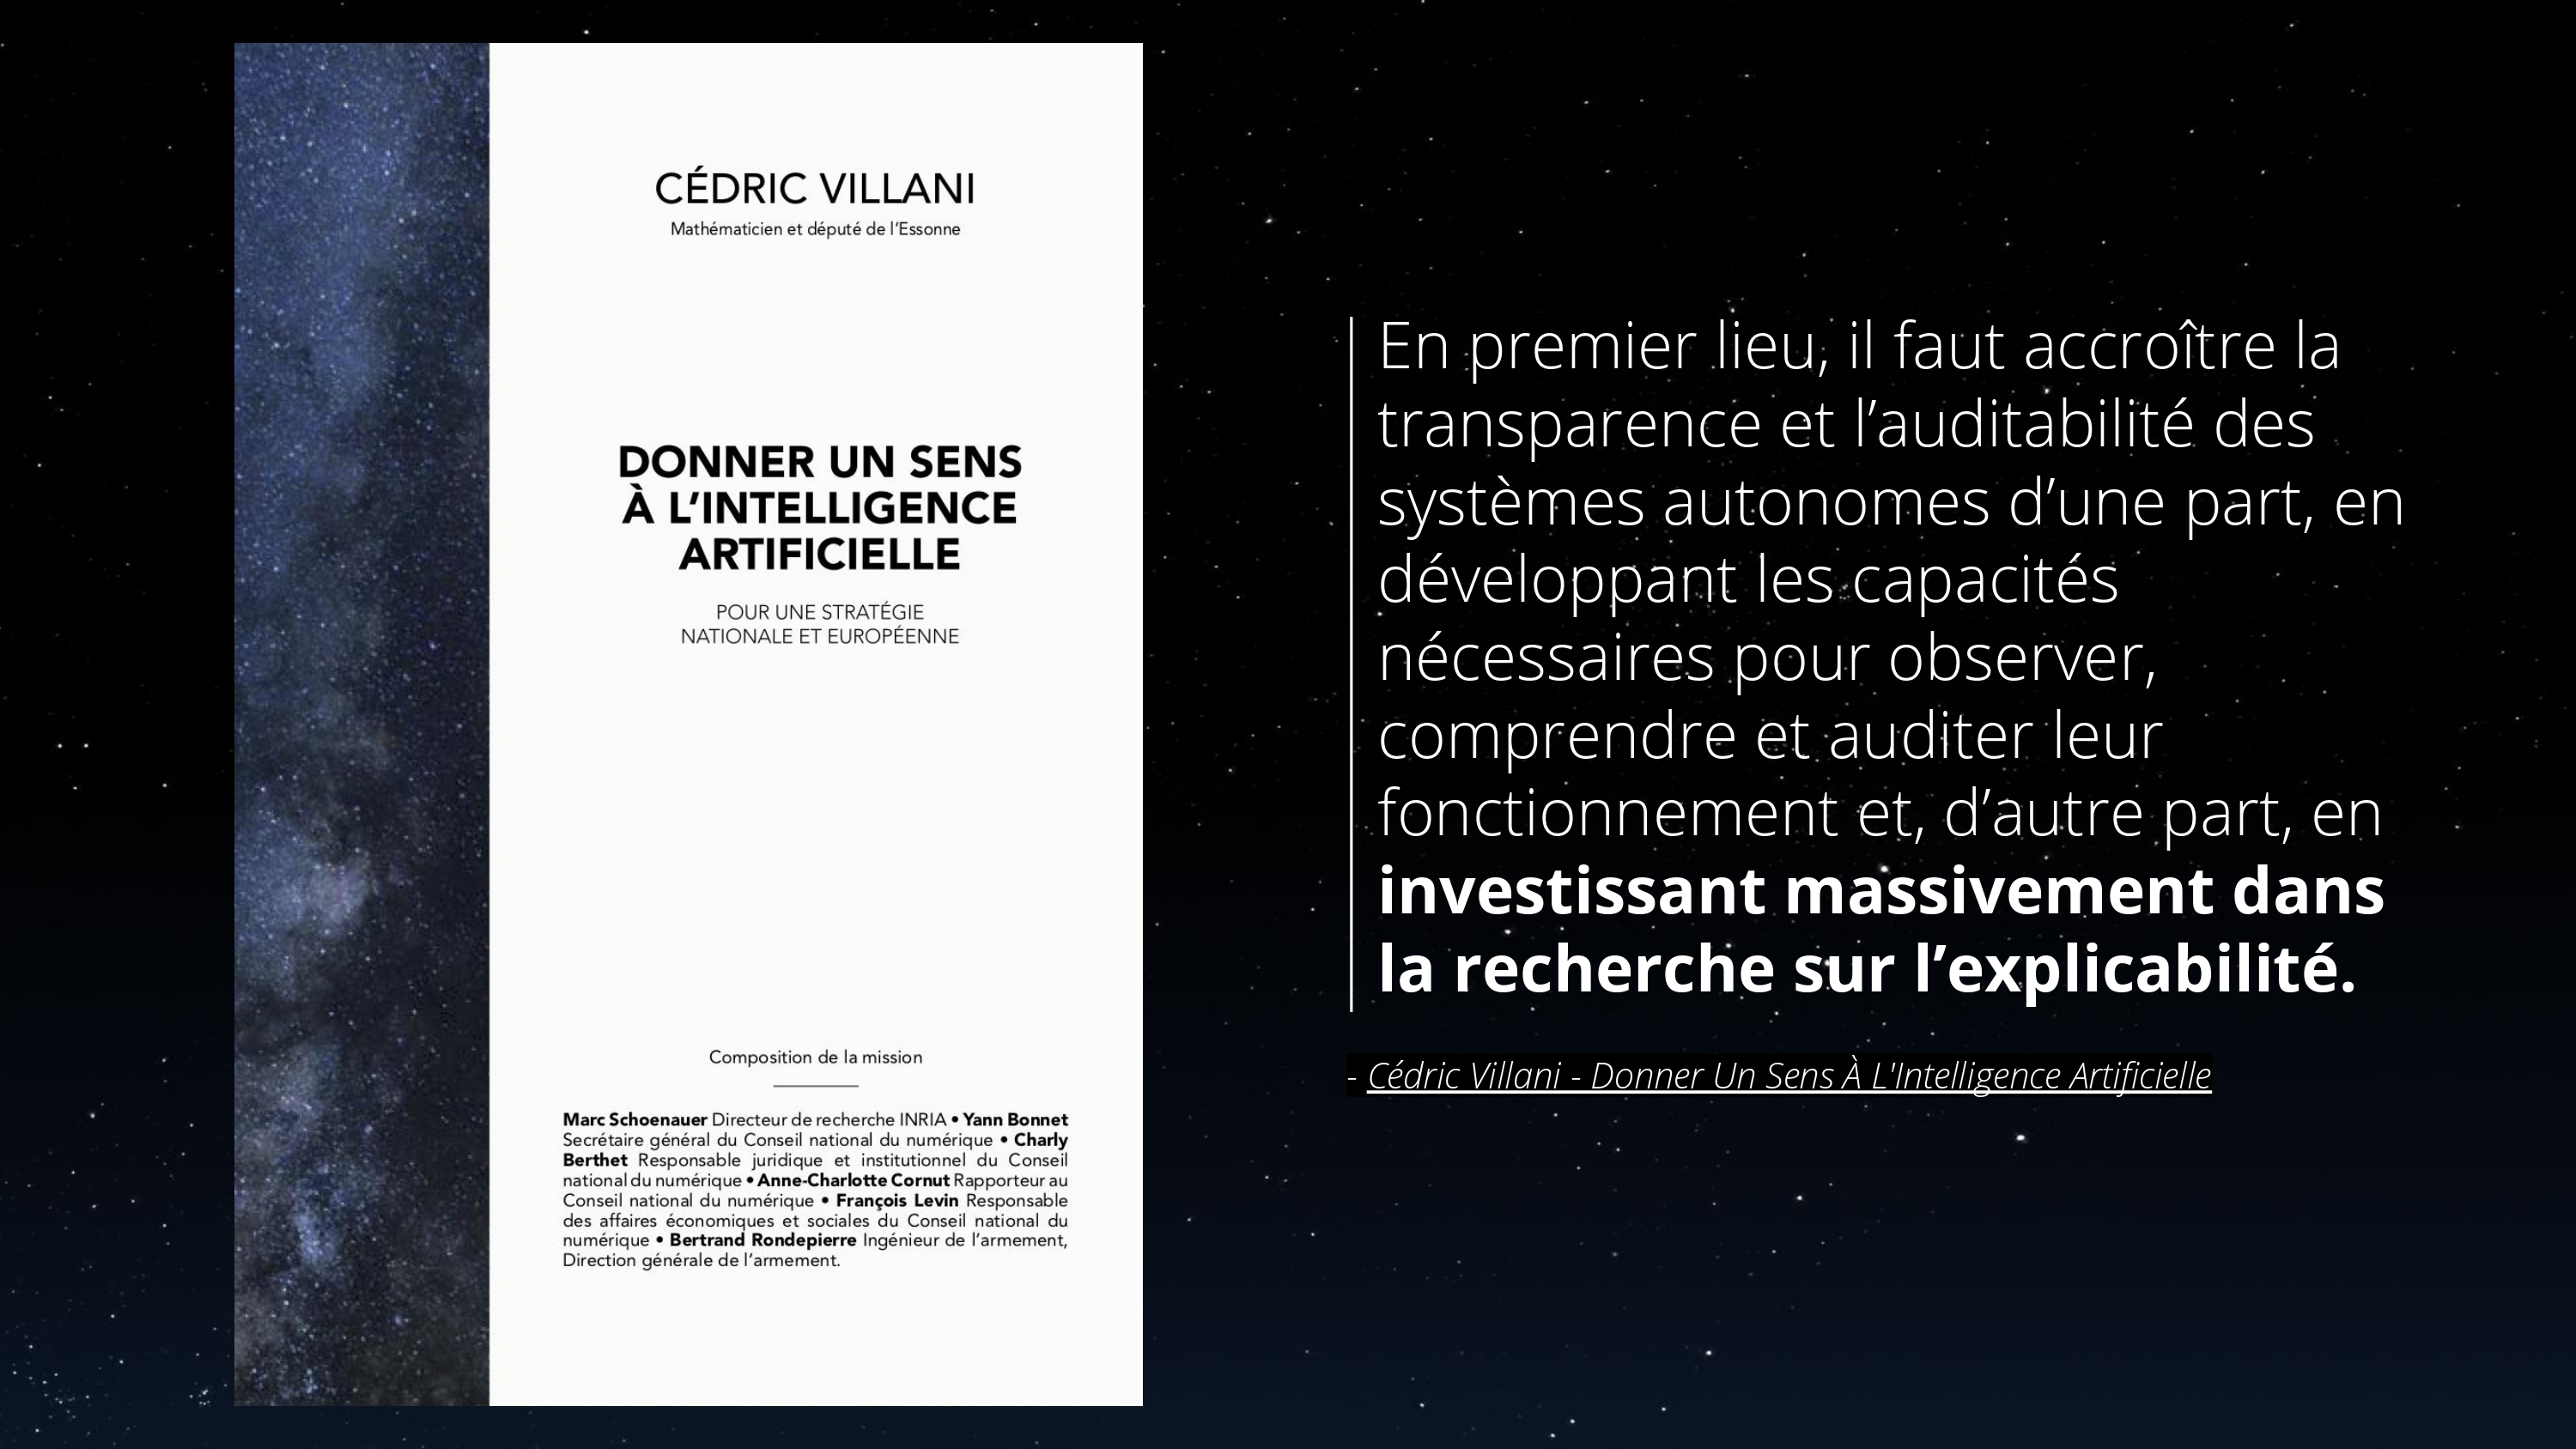 CÉDRIC VILLANI
Mathématicien et député de l’Essonne
DONNER UN SENS
À L’INTELLIGENCE
ARTIFICIELLE
POUR UNE STRATÉGIE
NATIONALE ET EUROPÉENNE
Composition de la mission
Marc Schoenauer Directeur de recherche INRIA • Yann Bonnet
Secrétaire général du Conseil national du numérique • Charly
Berthet Responsable juridique et institutionnel du Conseil
national du numérique • Anne-Charlotte Cornut Rapporteur au
Conseil national du numérique • François Levin Responsable
des affaires économiques et sociales du Conseil national du
numérique • Bertrand Rondepierre Ingénieur de l’armement,
Direction générale de l’armement.
En premier lieu, il faut accroître la
transparence et l’auditabilité des
systèmes autonomes d’une part, en
développant les capacités
nécessaires pour observer,
comprendre et auditer leur
fonctionnement et, d’autre part, en
investissant massivement dans
la recherche sur l’explicabilité.
- Cédric Villani - Donner Un Sens À L'Intelligence Artificielle